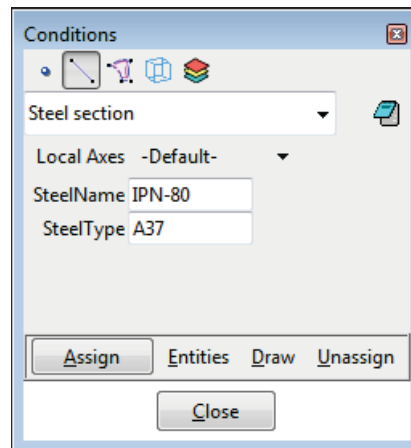 Conditions
Steel section
Local Axes -Default-
SteelName IPN-80
SteelType A37
Assign Entities Draw Unassign
Close